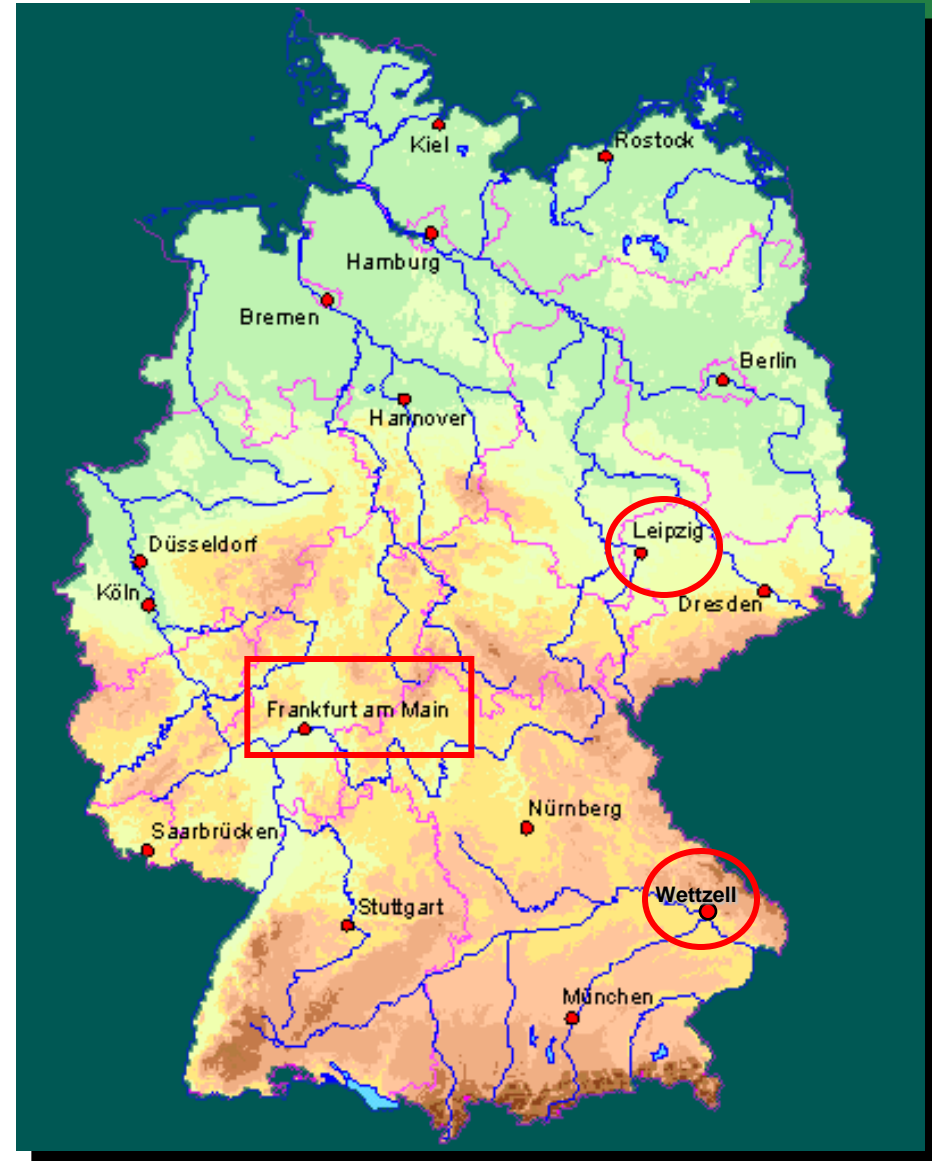 Kiel
Rostock
Hamburg
Bremen
Berlin
Hannover
Leipzig
Düsseldorf
Köln
Dresden
Frankfurt am Main
Nürnberg
Saarbrücken
Wettzell
Stuttgart
München